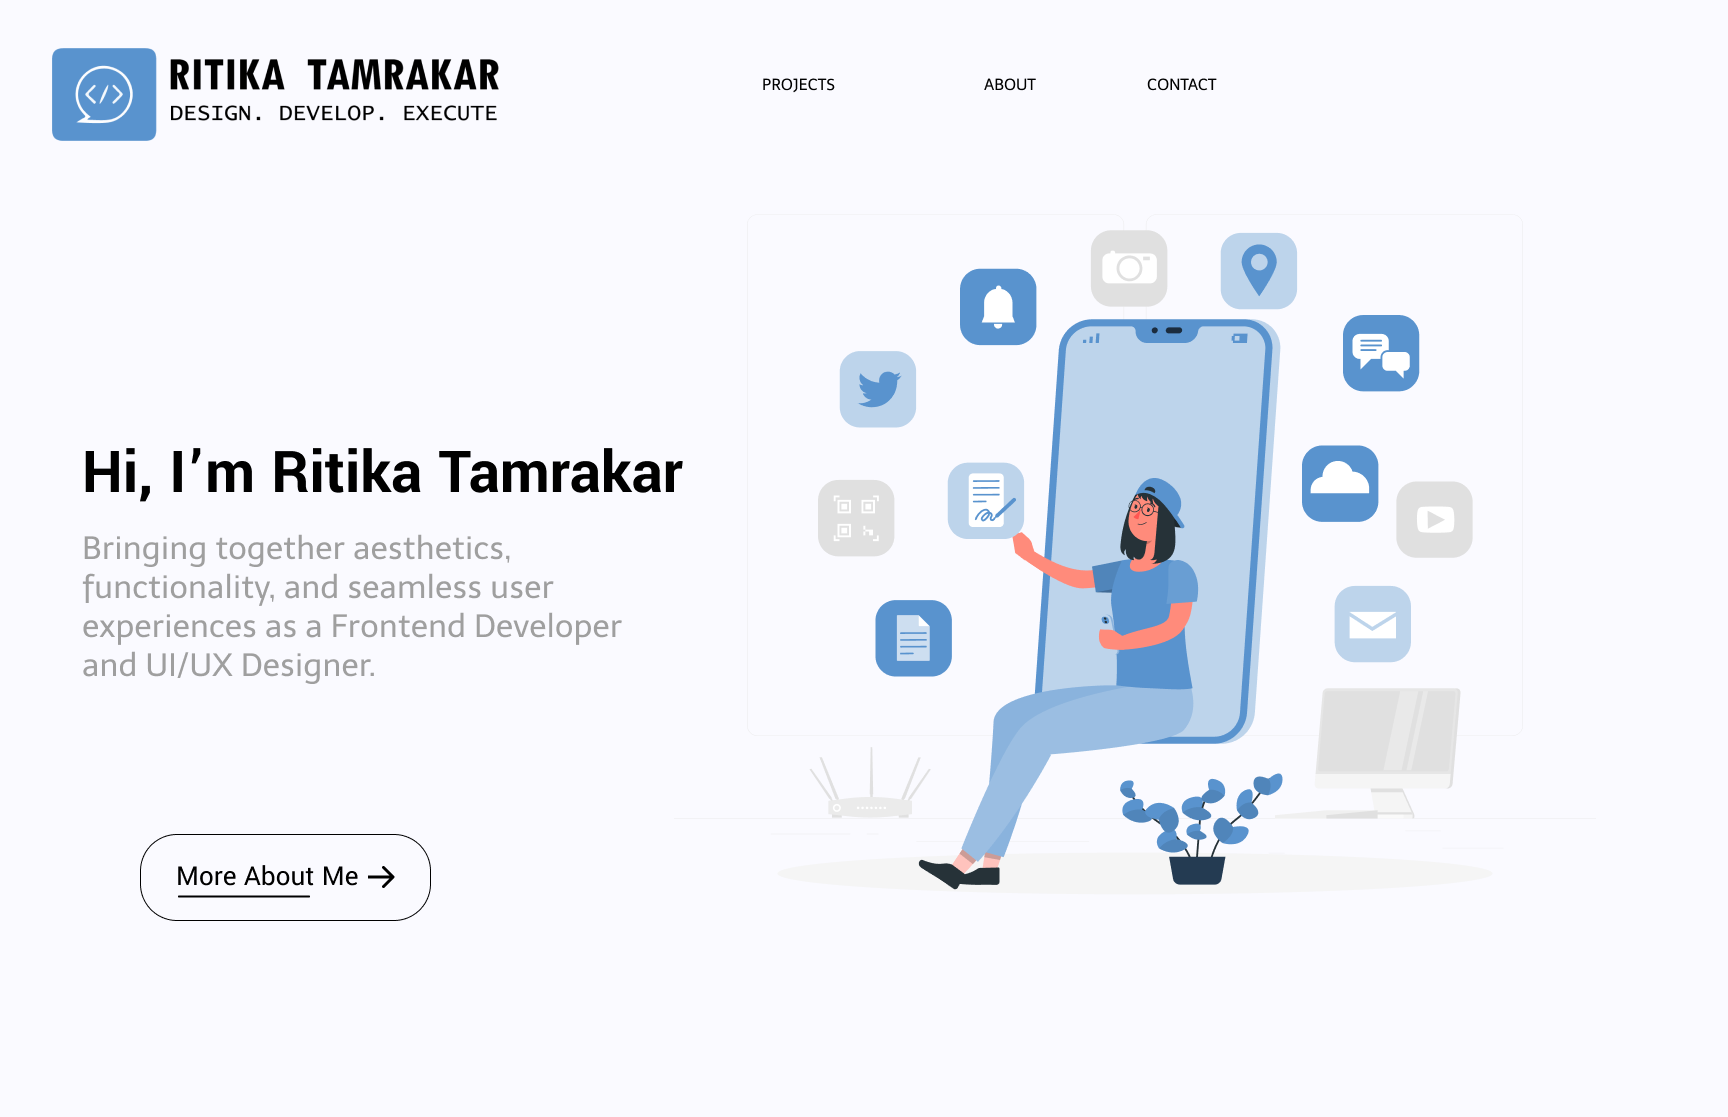 RITIKA TAMRAKAR
DESIGN. DEVELOP. EXECUTE
PROJECTS
ABOUT
CONTACT
Hi, I’m Ritika Tamrakar
Bringing together aesthetics,
functionality, and seamless user
experiences as a Frontend Developer
and UI/UX Designer.
More About Me